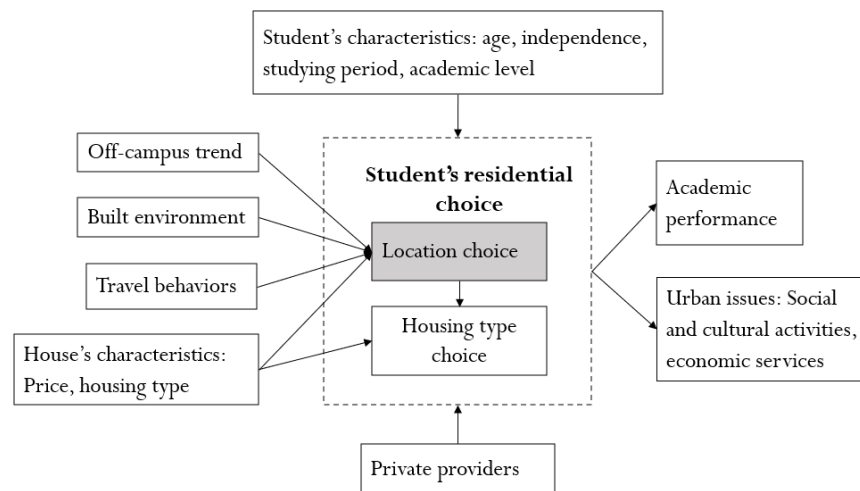 Student's characteristics: age, independence,
studying period, academic level
Off-campus trend
Built environment
Travel behaviors
House's characteristics:
Price, housing type
Student's residential
choice
Location choice
Housing type
choice
Academic
performance
Urban issues: Social
and cultural activities,
economic services
Private providers